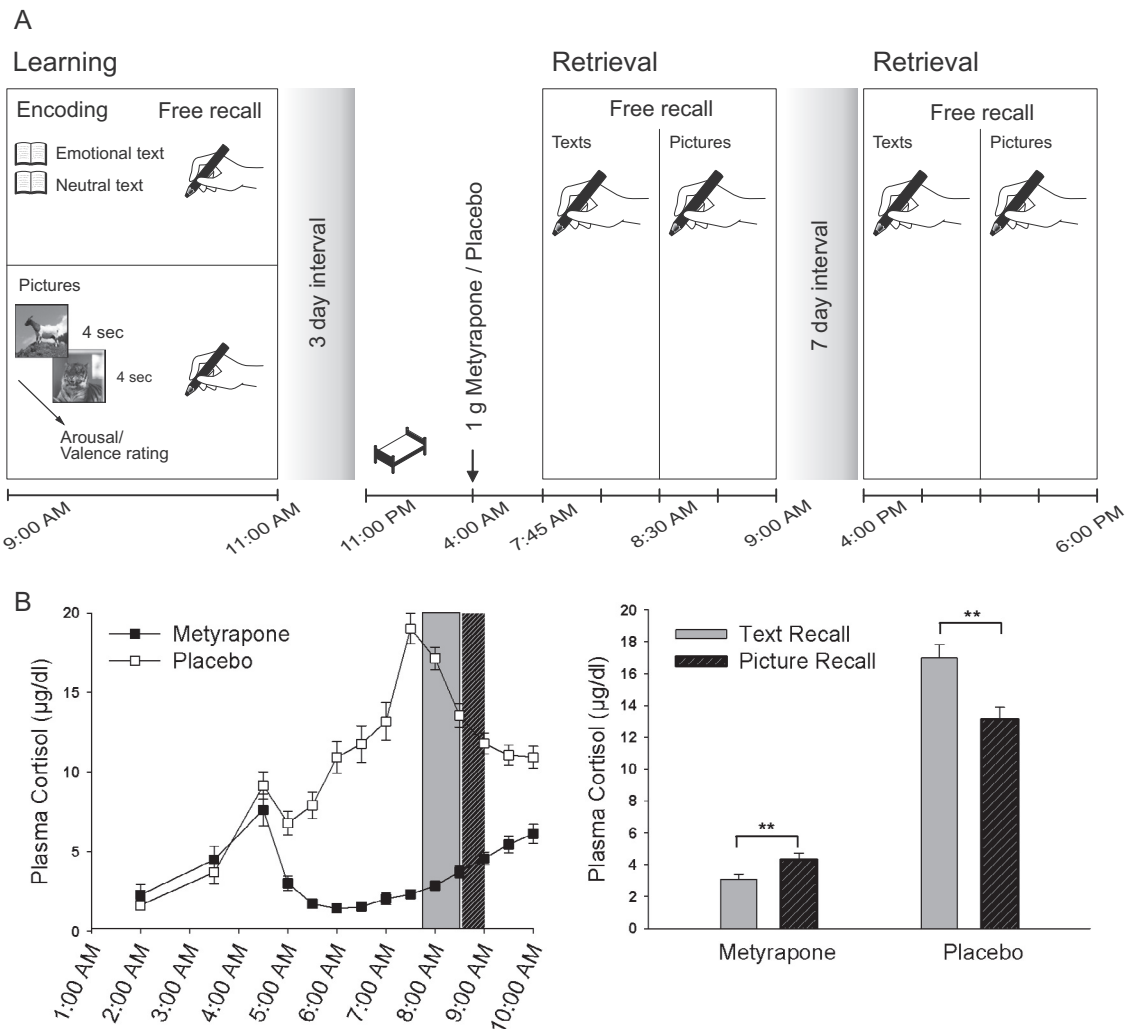 A
Learning
Retrieval
Retrieval
Encoding
Free recall
Emotional text
Neutral text
Pictures
4 sec
4 sec
Arousal/
Valence rating
3 day interval
1 g Metyrapone / Placebo
Free recall
Texts
Pictures
7 day interval
Free recall
Texts
Pictures
9:00 AM
11:00 AM
11:00 PM
4:00 AM
7:45 AM
8:30 AM
9:00 AM
4:00 PM
6:00 PM
B
Plasma Cortisol (µg/dl)
20
15
10
5
0
Metyrapone
Placebo
1:00 AM
2:00 AM
3:00 AM
4:00 AM
5:00 AM
6:00 AM
7:00 AM
8:00 AM
9:00 AM
10:00 AM
Plasma Cortisol (µg/dl)
20
18
16
14
12
10
8
6
4
2
0
Text Recall
Picture Recall
**
**
Metyrapone
Placebo